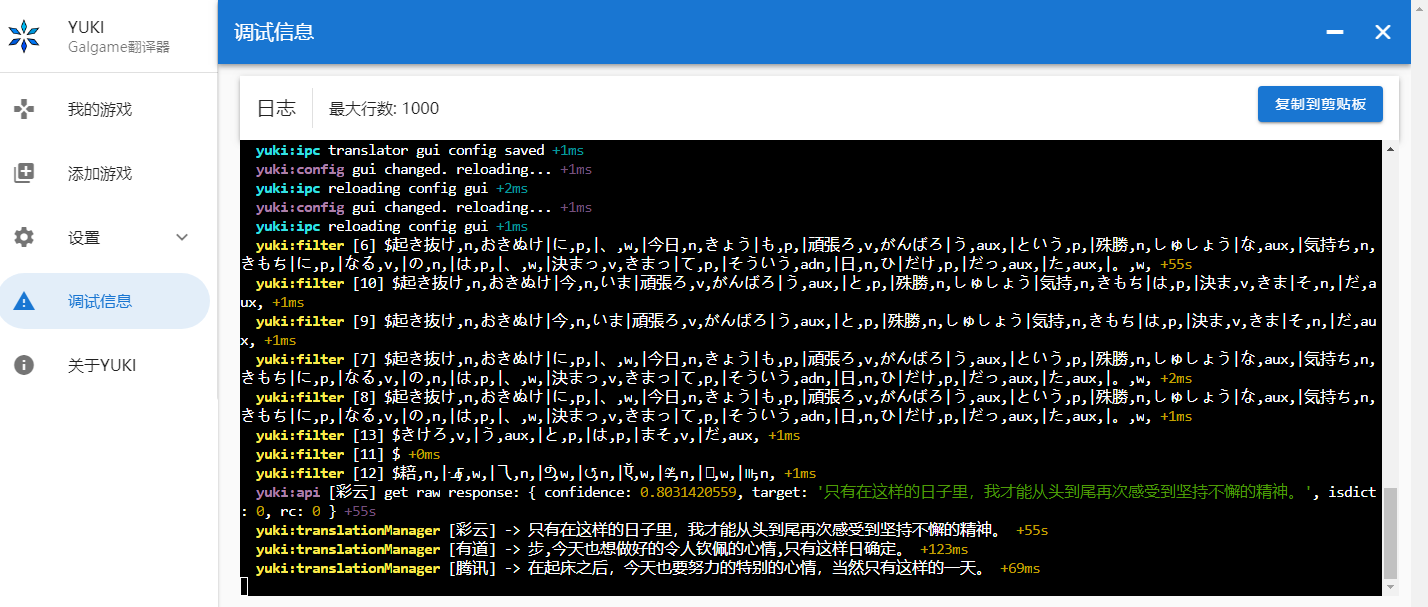 YUKI
Galgame翻译器
我的游戏
添加游戏
设置
调试信息
关于YUKI
调试信息
日志
最大行数: 1000
复制到剪贴板
yuki:ipc translator gui config saved +1ms
yuki:config gui changed. reloading... +1ms
yuki:ipc reloading config gui +2ms
yuki:config gui changed. reloading... +1ms
yuki:ipc reloading config gui +1ms
yuki:filter [6] $起き抜け,n,おきぬけ|に,p,|、,w,|今日,n,きょう|も,p,|頑張ろ,v,がんばろ|う,aux,|という,p,|殊勝,n,しゅしょう|な,aux,|気持ち,n,
きもち|に,p,|なる,v,|の,n,|は,p,|、,w,|決まっ,v,きまっ|て,p,|そういう,adn,|日,n,ひ|だけ,p,|だっ,aux,|た,aux,|。,w, +55s
yuki:filter [10] $起き抜け,n,おきぬけ|今,n,いま|頑張ろ,v,がんばろ|う,aux,|と,p,|殊勝,n,しゅしょう|気持,n,きもち|は,p,|決ま,v,きま|そ,n,|だ,a
ux, +1ms
yuki:filter [9] $起き抜け,n,おきぬけ|今,n,いま|頑張ろ,v,がんばろ|う,aux,|と,p,|殊勝,n,しゅしょう|気持,n,きもち|は,p,|決ま,v,きま|そ,n,|だ,au
x, +1ms
yuki:filter [7] $起き抜け,n,おきぬけ|に,p,|、,w,|今日,n,きょう|も,p,|頑張ろ,v,がんばろ|う,aux,|という,p,|殊勝,n,しゅしょう|な,aux,|気持ち,n,
きもち|に,p,|なる,v,|の,n,|は,p,|、,w,|決まっ,v,きまっ|て,p,|そういう,adn,|日,n,ひ|だけ,p,|だっ,aux,|た,aux,|。,w, +2ms
yuki:filter [8] $起き抜け,n,おきぬけ|に,p,|、,w,|今日,n,きょう|も,p,|頑張ろ,v,がんばろ|う,aux,|という,p,|殊勝,n,しゅしょう|な,aux,|気持ち,n,
きもち|に,p,|なる,v,|の,n,|は,p,|、,w,|決まっ,v,きまっ|て,p,|そういう,adn,|日,n,ひ|だけ,p,|だっ,aux,|た,aux,|。,w, +1ms
yuki:filter [13] $きけろ,v,|う,aux,|と,p,|は,p,|まそ,v,|だ,aux, +1ms
yuki:filter [11] $ +0ms
yuki:filter [12] +1ms
yuki:api [彩云] get raw response: { confidence: 0.8031420559, target: '只有在这样的日子里，我才能从头到尾再次感受到坚持不懈的精神。', isdict
: 0, rc: 0 } +55s
yuki:translationManager [彩云] -> 只有在这样的日子里，我才能从头到尾再次感受到坚持不懈的精神。 +55s
yuki:translationManager [有道] -> 步,今天也想做好的令人钦佩的心情,只有这样日确定。 +123ms
yuki:translationManager [腾讯] -> 在起床之后，今天也要努力的特别的心情，当然只有这样的一天。 +69ms